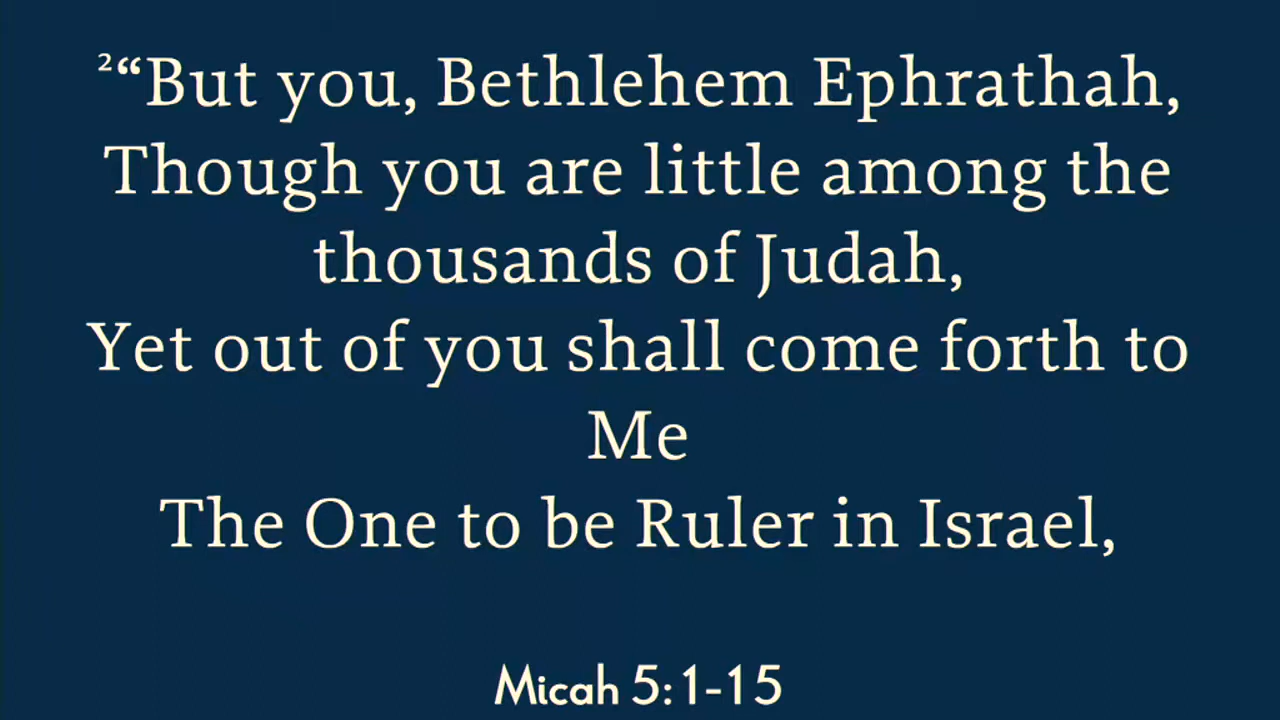 ²“But you, Bethlehem Ephrathah,
Though you are little among the
thousands of Judah,
Yet out of you shall come forth to
Me
The One to be Ruler in Israel,
Micah 5:1-15